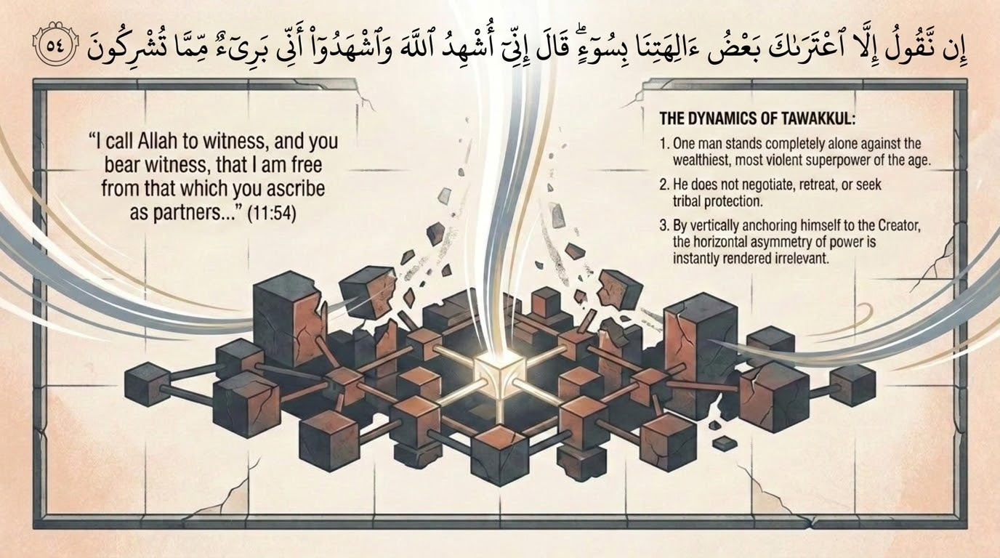 إِن نَّقُولُ إِلَّا ٱعْتَرَىٰكَ بَعْضُ ءَالِهَتِنَا بِسُوٓءٍۗ قَالَ إِنِّىٓ أُشْهِدُ ٱللَّهَ وَٱشْهَدُوٓا۟ أَنِّى بَرِىٓءٌ مِّمَّا تُشْرِكُونَ ٥٤
“I call Allah to witness, and you
bear witness, that I am free
from that which you ascribe
as partners...” (11:54)
THE DYNAMICS OF TAWAKKUL:
1. One man stands completely alone against the
wealthiest, most violent superpower of the age.
2. He does not negotiate, retreat, or seek
tribal protection.
3. By vertically anchoring himself to the Creator,
the horizontal asymmetry of power is
instantly rendered irrelevant.